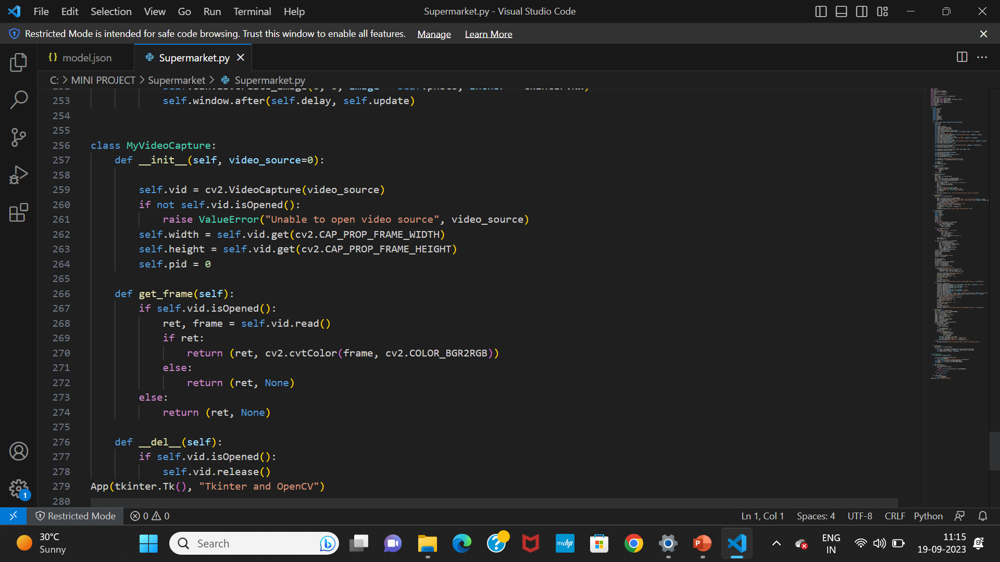 File Edit Selection View Go Run Terminal Help Supermarket.py - Visual Studio Code
Restricted Mode is intended for safe code browsing. Trust this window to enable all features. Manage Learn More
{} model.json Supermarket.py
C: > MINI PROJECT > Supermarket > Supermarket.py
253 self.window.after(self.delay, self.update)
254
255
256 class MyVideoCapture:
257 def __init__(self, video_source=0):
258
259 self.vid = cv2.VideoCapture(video_source)
260 if not self.vid.isOpened():
261 raise ValueError("Unable to open video source", video_source)
262 self.width = self.vid.get(cv2.CAP_PROP_FRAME_WIDTH)
263 self.height = self.vid.get(cv2.CAP_PROP_FRAME_HEIGHT)
264 self.pid = 0
265
266 def get_frame(self):
267 if self.vid.isOpened():
268 ret, frame = self.vid.read()
269 if ret:
270 return (ret, cv2.cvtColor(frame, cv2.COLOR_BGR2RGB))
271 else:
272 return (ret, None)
273 else:
274 return (ret, None)
275
276 def __del__(self):
277 if self.vid.isOpened():
278 self.vid.release()
279 App(tkinter.Tk(), "Tkinter and OpenCV")
280
1
Restricted Mode 0 0 Ln 1, Col 1 Spaces: 4 UTF-8 CRLF Python
30°C
Sunny
Search
myhp
ENG
IN
11:15
19-09-2023